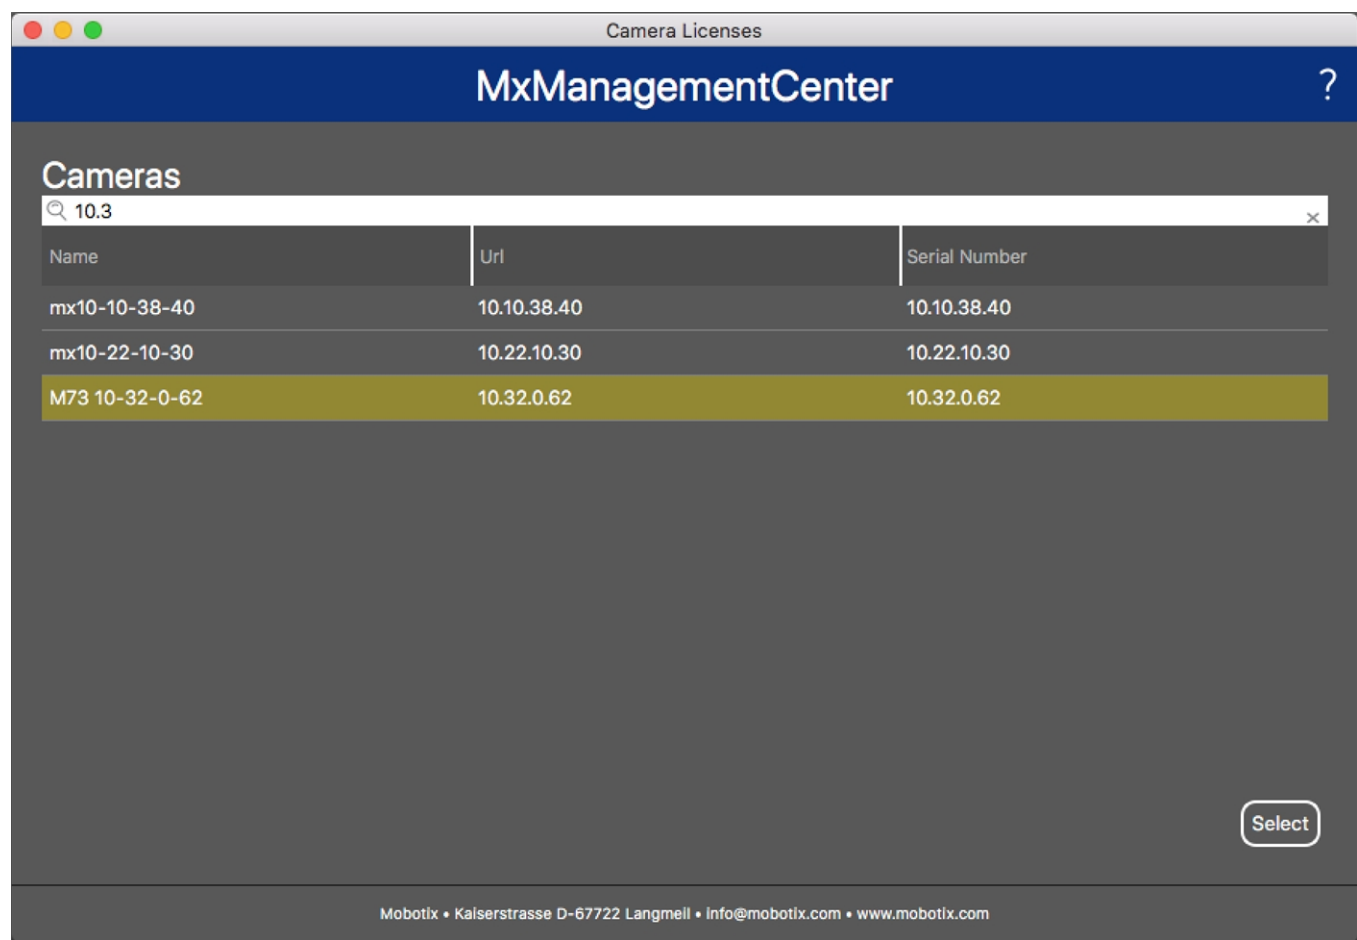 Camera Licenses
MxManagementCenter ?
Cameras
10.3 ×
Name Url Serial Number
mx10-10-38-40 10.10.38.40 10.10.38.40
mx10-22-10-30 10.22.10.30 10.22.10.30
M73 10-32-0-62 10.32.0.62 10.32.0.62
Select
Mobotix • Kaiserstrasse D-67722 Langmeil • info@mobotix.com • www.mobotix.com